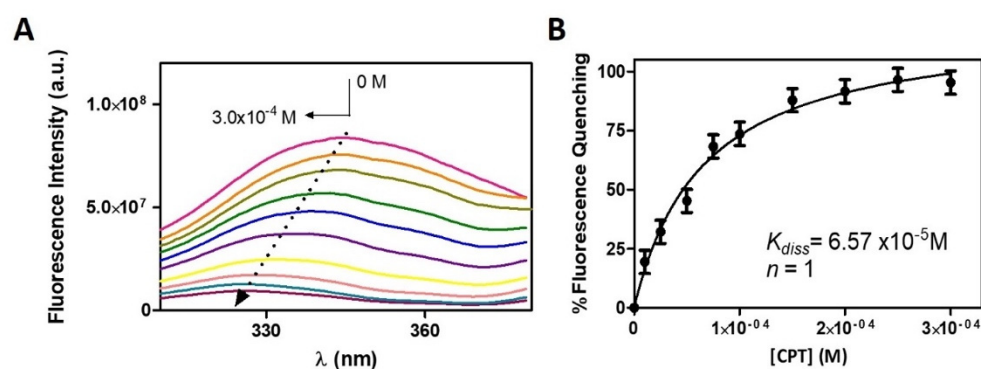 A
Fluorescence Intensity (a.u.)
1.0×10⁸
5.0×10⁷
0
0 M
3.0x10⁻⁴ M
330
360
λ (nm)
B
% Fluorescence Quenching
100
75
50
25
0
K_diss = 6.57 x10⁻⁵M
n = 1
0
1×10⁻⁰⁴
2×10⁻⁰⁴
3×10⁻⁰⁴
[CPT] (M)